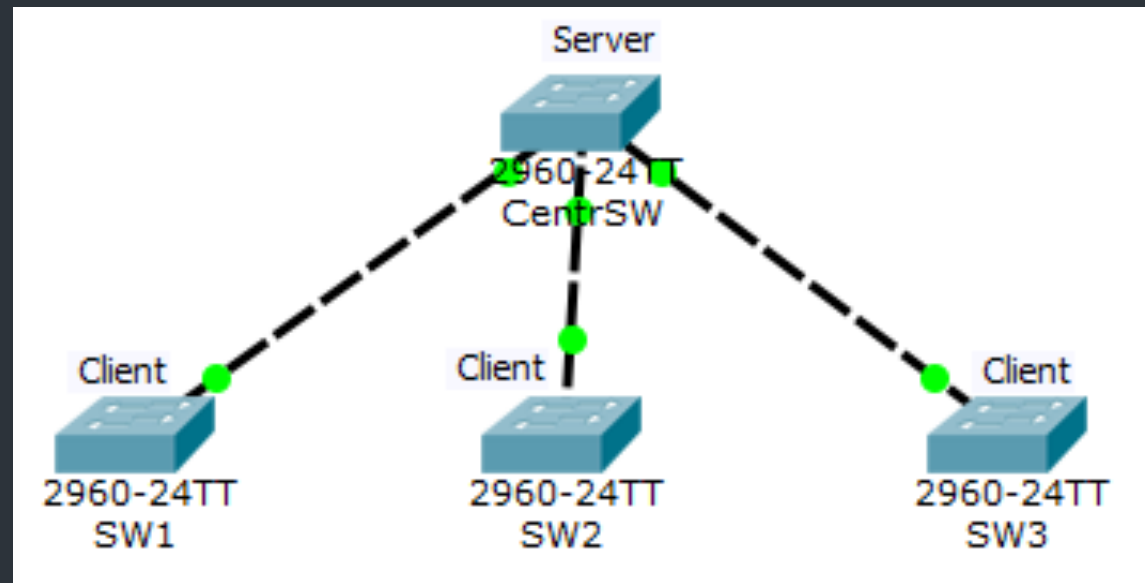 Server
2960-24TT
CentrSW
Client
Client
Client
2960-24TT
SW1
2960-24TT
SW2
2960-24TT
SW3